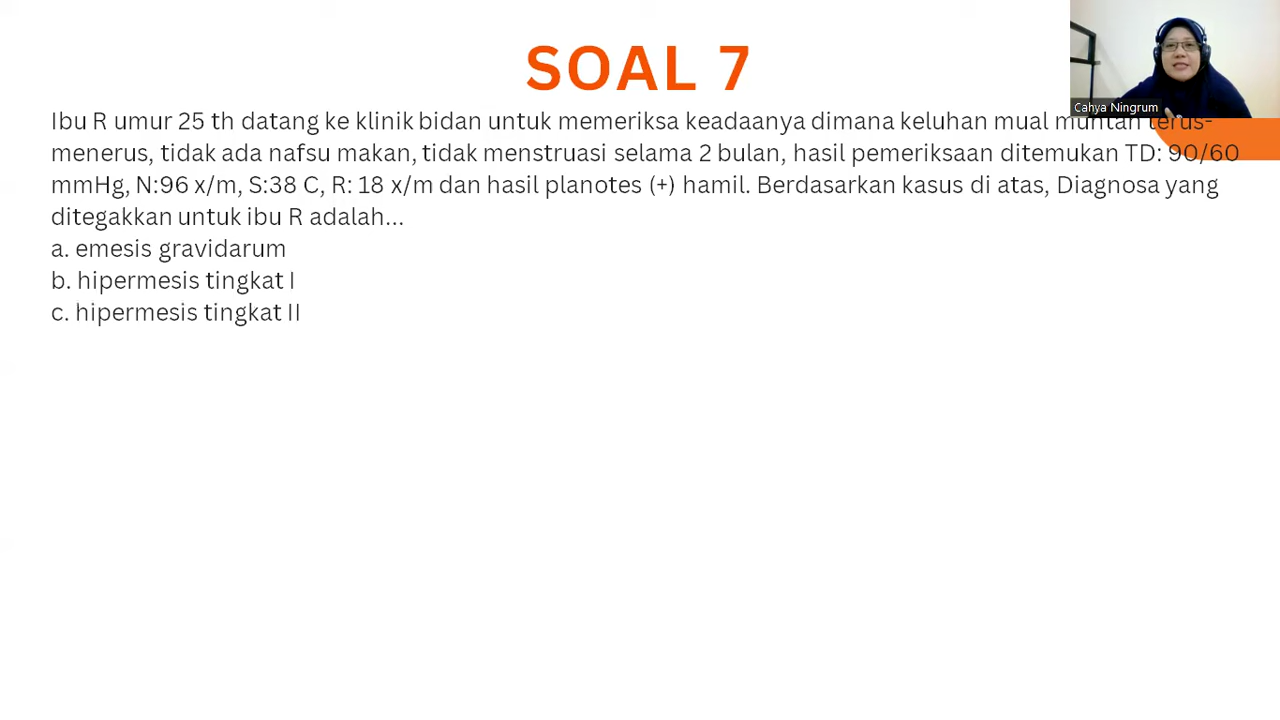 SOAL 7
Cahya Ningrum
Ibu R umur 25 th datang ke klinik bidan untuk memeriksa keadaanya dimana keluhan mual muntah terus-
menerus, tidak ada nafsu makan, tidak menstruasi selama 2 bulan, hasil pemeriksaan ditemukan TD: 90/60
mmHg, N:96 x/m, S:38 C, R: 18 x/m dan hasil planotes (+) hamil. Berdasarkan kasus di atas, Diagnosa yang
ditegakkan untuk ibu R adalah...
a. emesis gravidarum
b. hipermesis tingkat I
c. hipermesis tingkat II